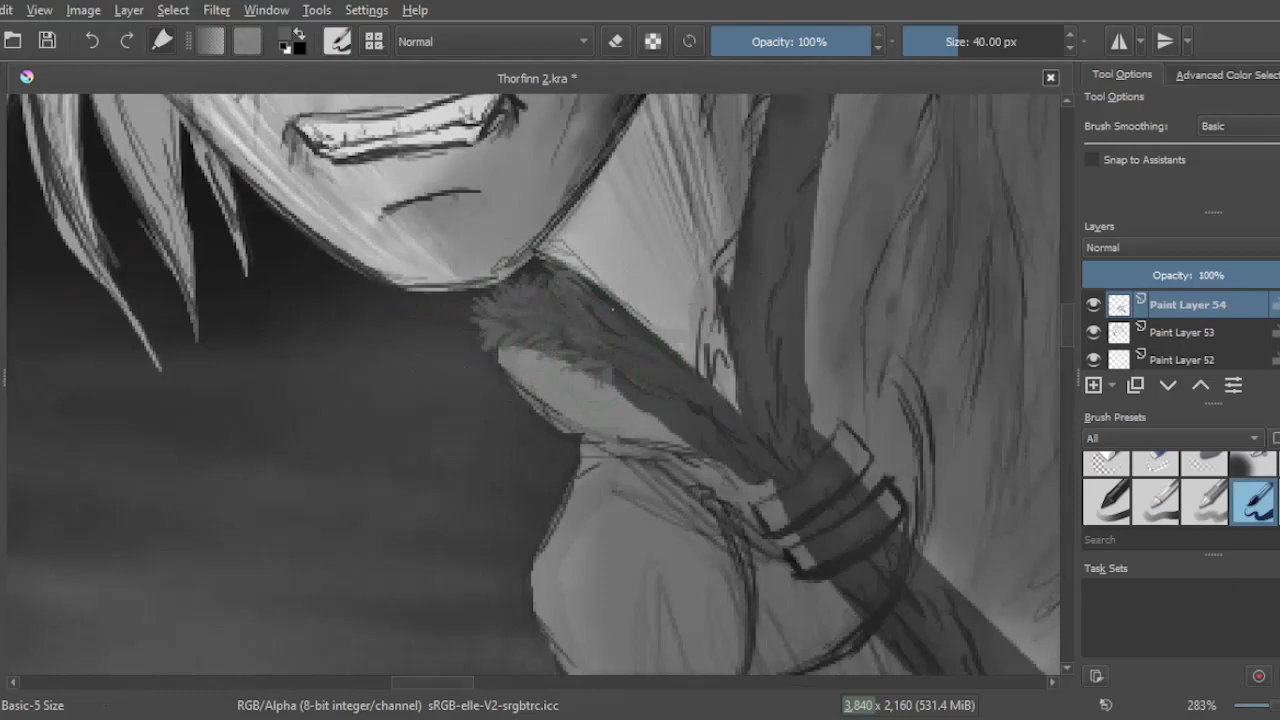 dit View Image Layer Select Filter Window Tools Settings Help
Normal Opacity: 100% Size: 40.00 px
Thorfinn 2.kra *
Tool Options Advanced Color Selec
Tool Options
Brush Smoothing: Basic
Snap to Assistants
Layers
Normal
Opacity: 100%
Paint Layer 54
Paint Layer 53
Paint Layer 52
Brush Presets
All
Search
Task Sets
Basic-5 Size RGB/Alpha (8-bit integer/channel) sRGB-elle-V2-srgbtrc.icc 3,840 x 2,160 (531.4 MiB) 283%